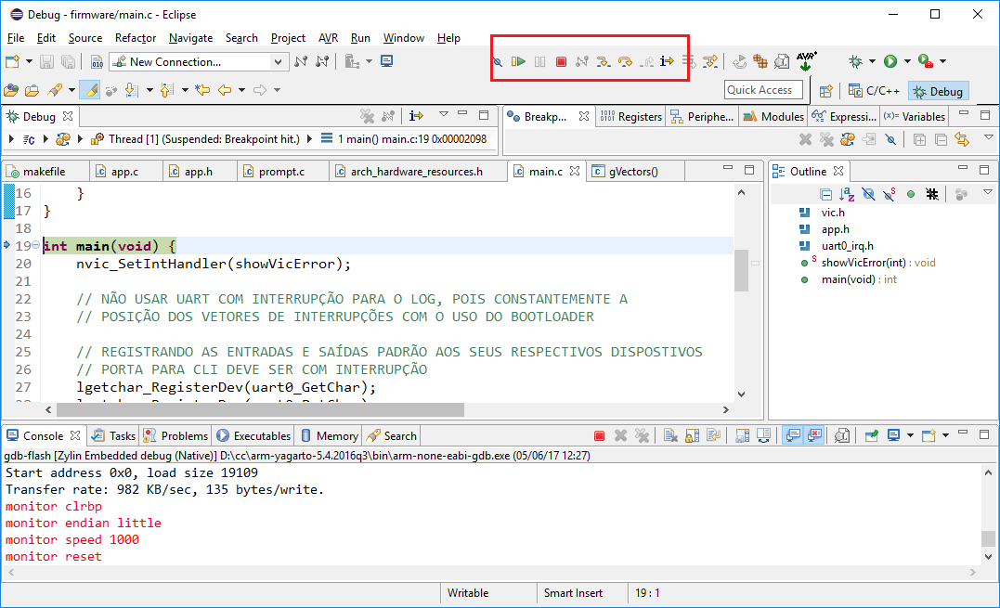 Debug - firmware/main.c - Eclipse
File Edit Source Refactor Navigate Search Project AVR Run Window Help
010 New Connection... AVR
Quick Access C/C++ Debug
Debug
Thread [1] (Suspended: Breakpoint hit.) 1 main() main.c:19 0x00002098
Breakp... Registers Periphe... Modules Expressi... (x)= Variables
makefile app.c app.h prompt.c arch_hardware_resources.h main.c gVectors()
16 }
17 }
18
19 int main(void) {
20 nvic_SetIntHandler(showVicError);
21
22 // NÃO USAR UART COM INTERRUPÇÃO PARA O LOG, POIS CONSTANTEMENTE A
23 // POSIÇÃO DOS VETORES DE INTERRUPÇÕES COM O USO DO BOOTLOADER
24
25 // REGISTRANDO AS ENTRADAS E SAÍDAS PADRÃO AOS SEUS RESPECTIVOS DISPOSTIVOS
26 // PORTA PARA CLI DEVE SER COM INTERRUPÇÃO
27 lgetchar_RegisterDev(uart0_GetChar);
Outline
vic.h
app.h
uart0_irq.h
showVicError(int) : void
main(void) : int
Console Tasks Problems Executables Memory Search
gdb-flash [Zylin Embedded debug (Native)] D:\cc\arm-yagarto-5.4.2016q3\bin\arm-none-eabi-gdb.exe (05/06/17 12:27)
Start address 0x0, load size 19109
Transfer rate: 982 KB/sec, 135 bytes/write.
monitor clrbp
monitor endian little
monitor speed 1000
monitor reset
Writable Smart Insert 19 : 1